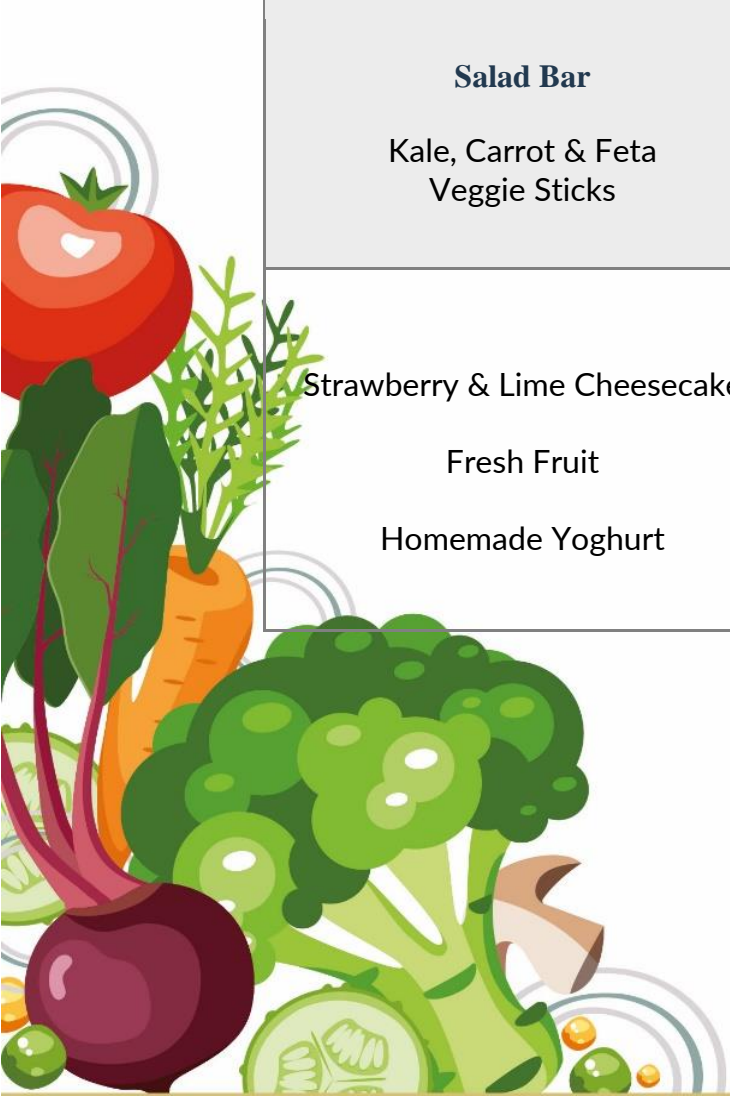 Salad Bar
Kale, Carrot & Feta
Veggie Sticks
Strawberry & Lime Cheesecake
Fresh Fruit
Homemade Yoghurt